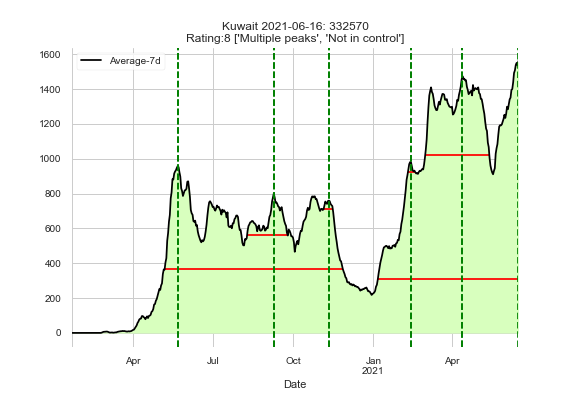 Kuwait 2021-06-16: 332570
Rating:8 ['Multiple peaks', 'Not in control']
1600
1400
1200
1000
800
600
400
200
0
Average-7d
Apr
Jul
Oct
Jan
2021
Apr
Date